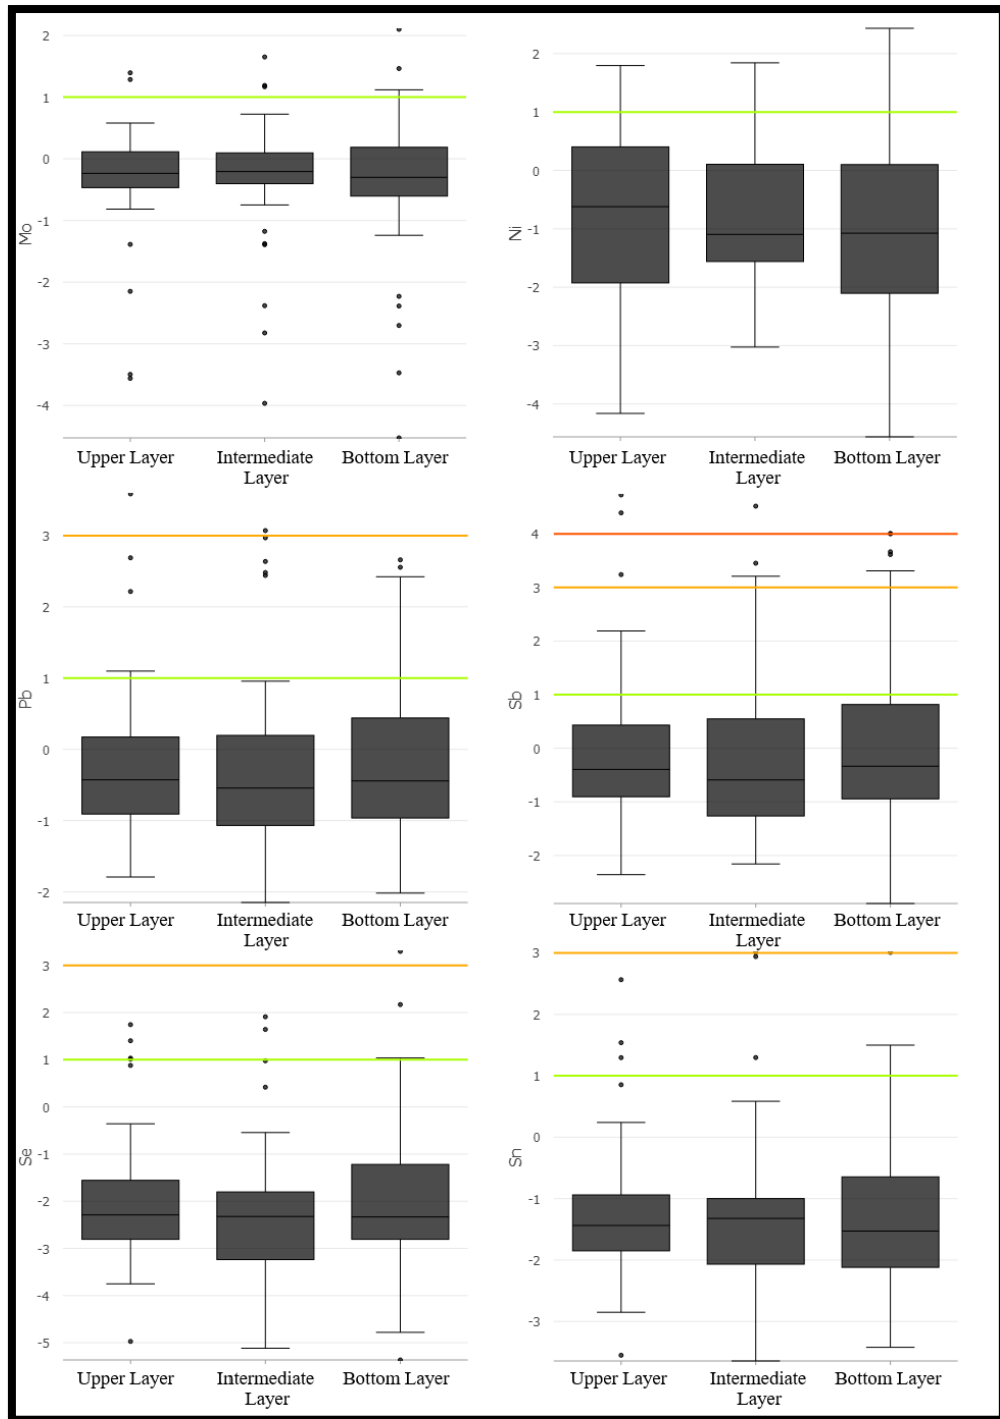 2
1
0
-1
-2
-3
-4
Mo
Upper Layer
Intermediate
Layer
Bottom Layer
2
1
0
-1
-2
-3
-4
Ni
Upper Layer
Intermediate
Layer
Bottom Layer
3
2
1
0
-1
-2
Pb
Upper Layer
Intermediate
Layer
Bottom Layer
4
3
2
1
0
-1
-2
Sb
Upper Layer
Intermediate
Layer
Bottom Layer
3
2
1
0
-1
-2
-3
-4
-5
Se
Upper Layer
Intermediate
Layer
Bottom Layer
3
2
1
0
-1
-2
-3
Sn
Upper Layer
Intermediate
Layer
Bottom Layer